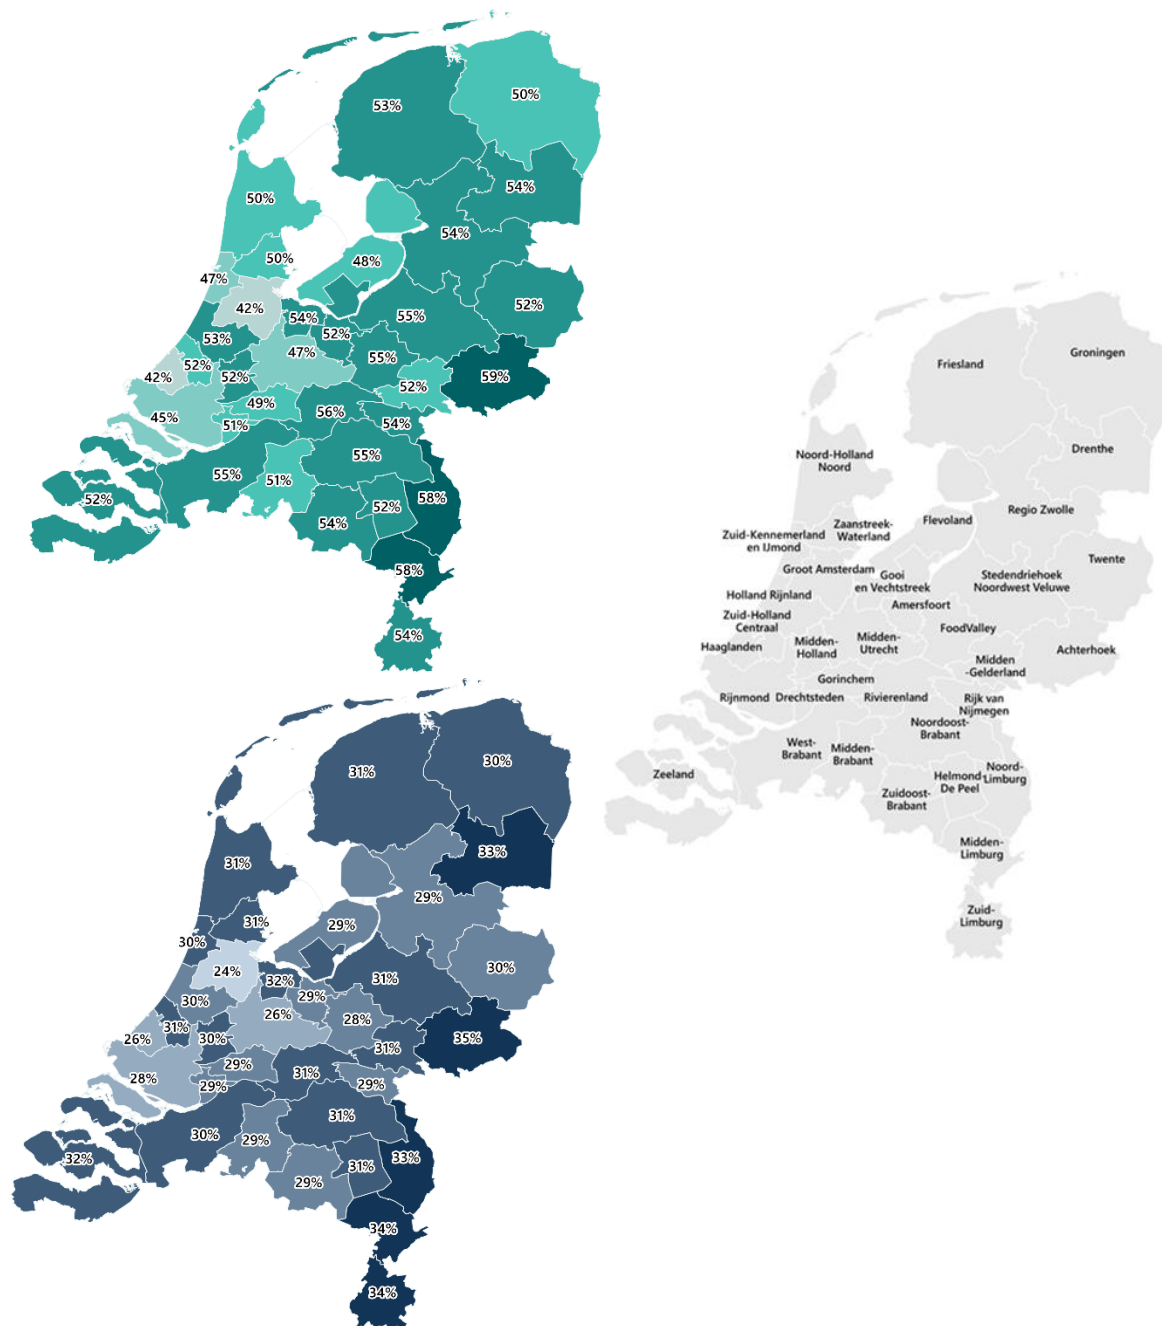 53%
50%
54%
50%
54%
50%
48%
47%
52%
42%
54%
55%
53%
52%
47%
55%
52%
42%
52%
59%
52%
49%
56%
45%
51%
54%
55%
55%
51%
58%
52%
52%
54%
58%
54%
Friesland
Groningen
Drenthe
Noord-Holland
Noord
Regio Zwolle
Flevoland
Zaanstreek-
Waterland
Zuid-Kennemerland
en IJmond
Twente
Groot Amsterdam
Gooi
en Vechtstreek
Stedendriehoek
Noordwest Veluwe
Holland Rijnland
Amersfoort
Zuid-Holland
Centraal
FoodValley
Haaglanden
Midden-
Holland
Midden-
Utrecht
Achterhoek
Midden
-Gelderland
Gorinchem
Rijnmond
Drechtsteden
Rivierenland
Rijk van
Nijmegen
Noordoost-
Brabant
West-
Brabant
Midden-
Brabant
Zeeland
Helmond-
De Peel
Noord-
Limburg
Zuidoost-
Brabant
Midden-
Limburg
Zuid-
Limburg
31%
30%
33%
31%
29%
31%
29%
30%
30%
24%
32%
31%
30%
29%
26%
28%
31%
26%
30%
35%
31%
29%
31%
28%
29%
29%
31%
30%
29%
33%
32%
31%
29%
34%
34%